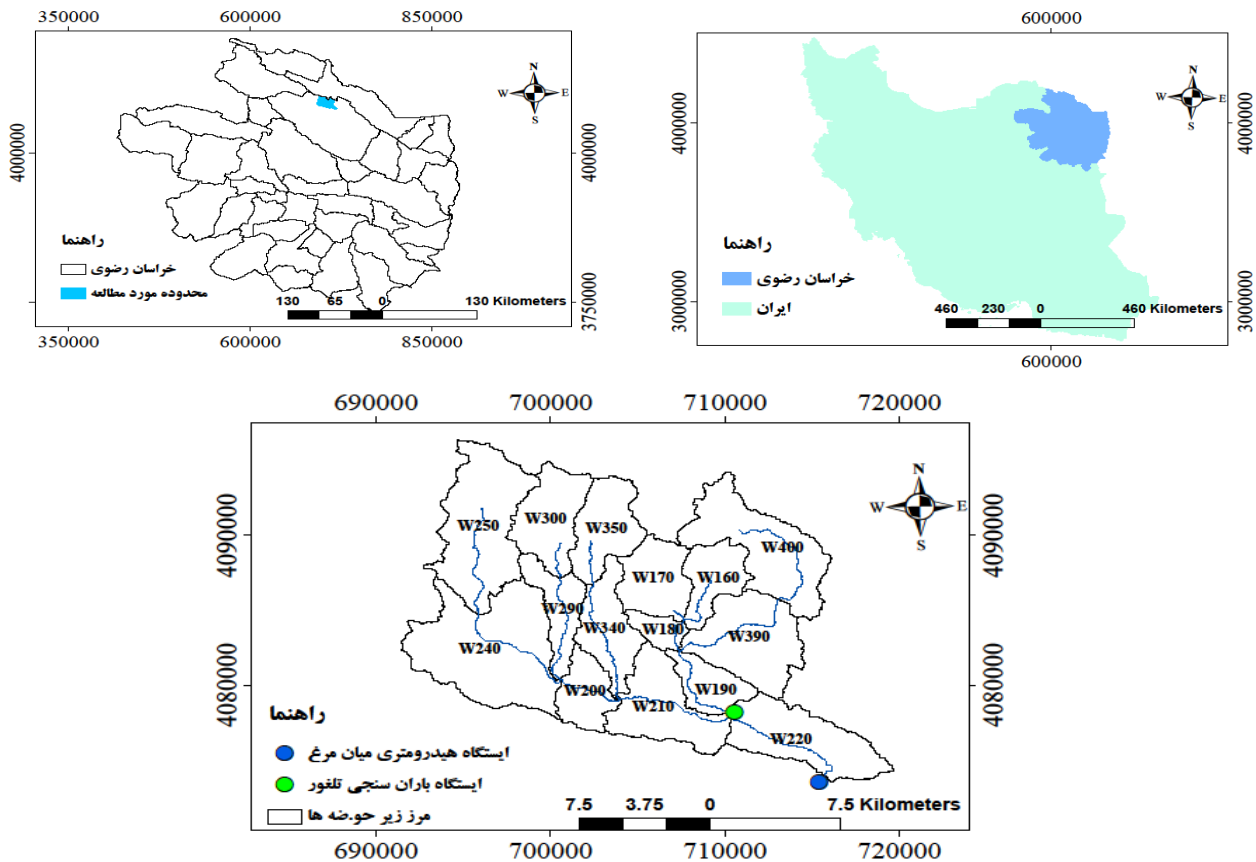 350000 600000 850000
N
W E
S
4000000 4000000
راهنما
خراسان رضوی
محدوده مورد مطالعه
130 65 0 130 Kilometers
3750000
350000 600000 850000
600000
N
W E
S
4000000 4000000
راهنما
خراسان رضوی
ایران
460 230 0 460 Kilometers
3000000 3000000
600000
690000 700000 710000 720000
N
W E
S
4090000 4090000
W250 W300 W350 W400
W170 W160
W290 W340 W180 W390
W240
W200 W210 W190
W220
4080000 4080000
راهنما
ایستگاه هیدرومتری میان مرغ
ایستگاه باران سنجی تلغور
مرز زیر حو.ضه ها
7.5 3.75 0 7.5 Kilometers
690000 700000 710000 720000